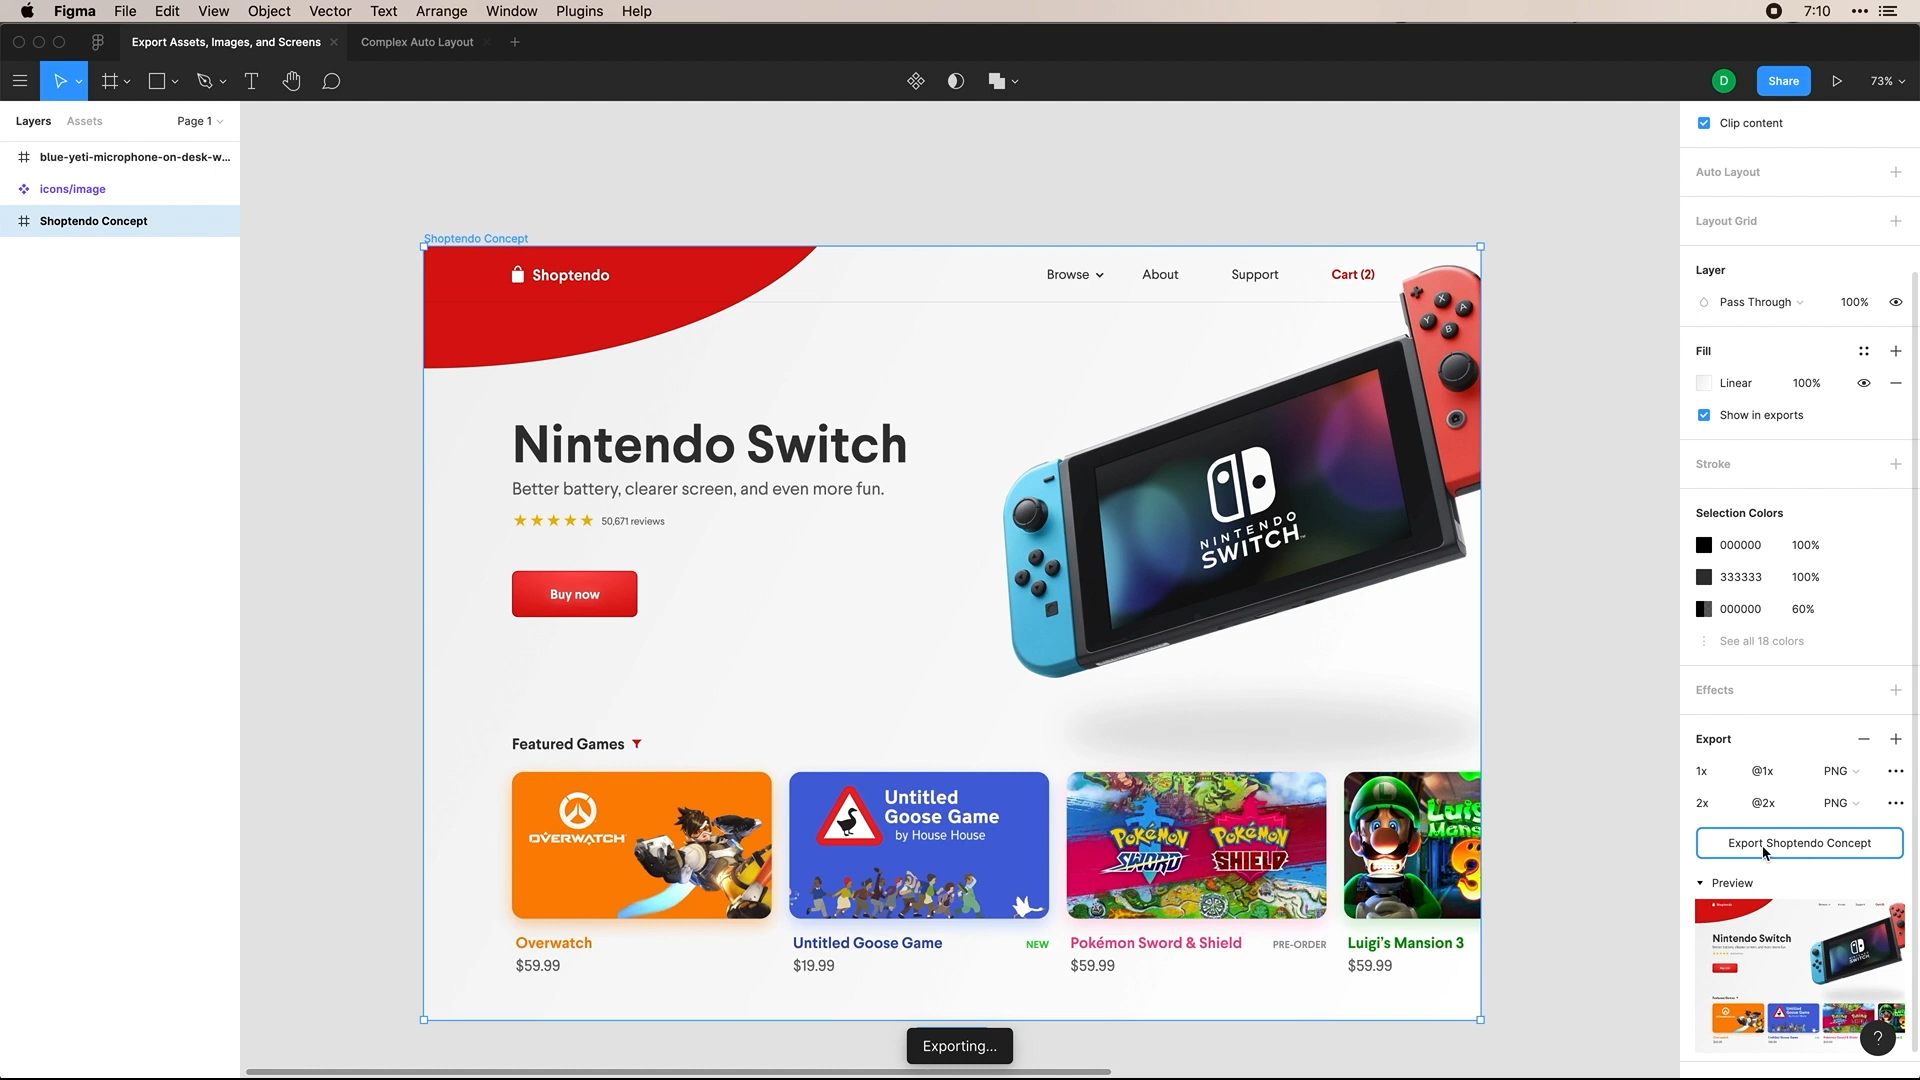 Figma File Edit View Object Vector Text Arrange Window Plugins Help 7:10
Export Assets, Images, and Screens Complex Auto Layout
D Share 73%
Layers Assets Page 1
blue-yeti-microphone-on-desk-w...
icons/image
Shoptendo Concept
Shoptendo Concept
Shoptendo Browse About Support Cart (2)
X
A
Y
B
Nintendo Switch
Better battery, clearer screen, and even more fun.
50,671 reviews
NINTENDO
SWITCH
Buy now
Featured Games
OVERWATCH
Untitled
Goose Game
by House House
POKÉMON POKÉMON
SWORD SHIELD
Overwatch
$59.99
Untitled Goose Game NEW
$19.99
Pokémon Sword & Shield PRE-ORDER
$59.99
Luigi's Mansion 3
$59.99
Exporting...
Clip content
Auto Layout
Layout Grid
Layer
Pass Through 100%
Fill
Linear 100%
Show in exports
Stroke
Selection Colors
000000 100%
333333 100%
000000 60%
See all 18 colors
Effects
Export
1x @1x PNG
2x @2x PNG
Export Shoptendo Concept
Preview
Shoptendo
Nintendo Switch
?